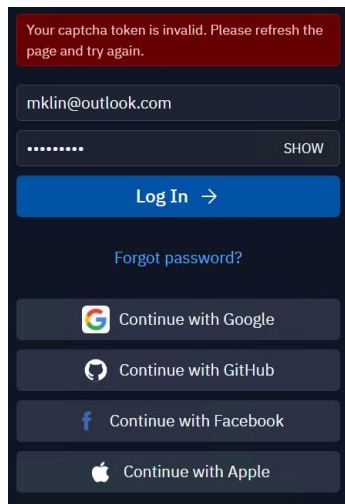 Your captcha token is invalid. Please refresh the
page and try again.
mklin@outlook.com
••••••••• SHOW
Log In →
Forgot password?
Continue with Google
Continue with GitHub
Continue with Facebook
Continue with Apple